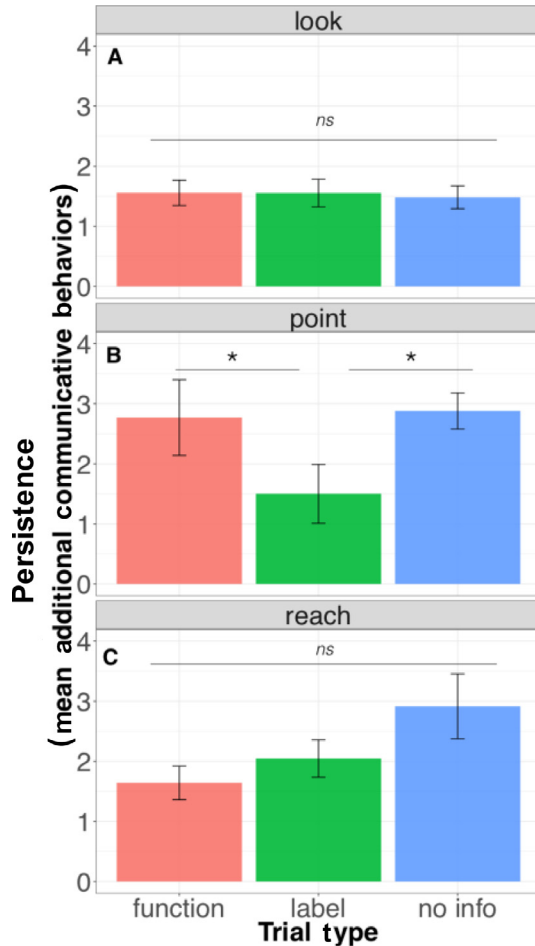 look
A
4
3
2
1
0
ns
point
B
4
3
2
1
0
*
*
reach
C
4
3
2
1
0
ns
function label no info
Trial type
Persistence
(mean additional communicative behaviors)